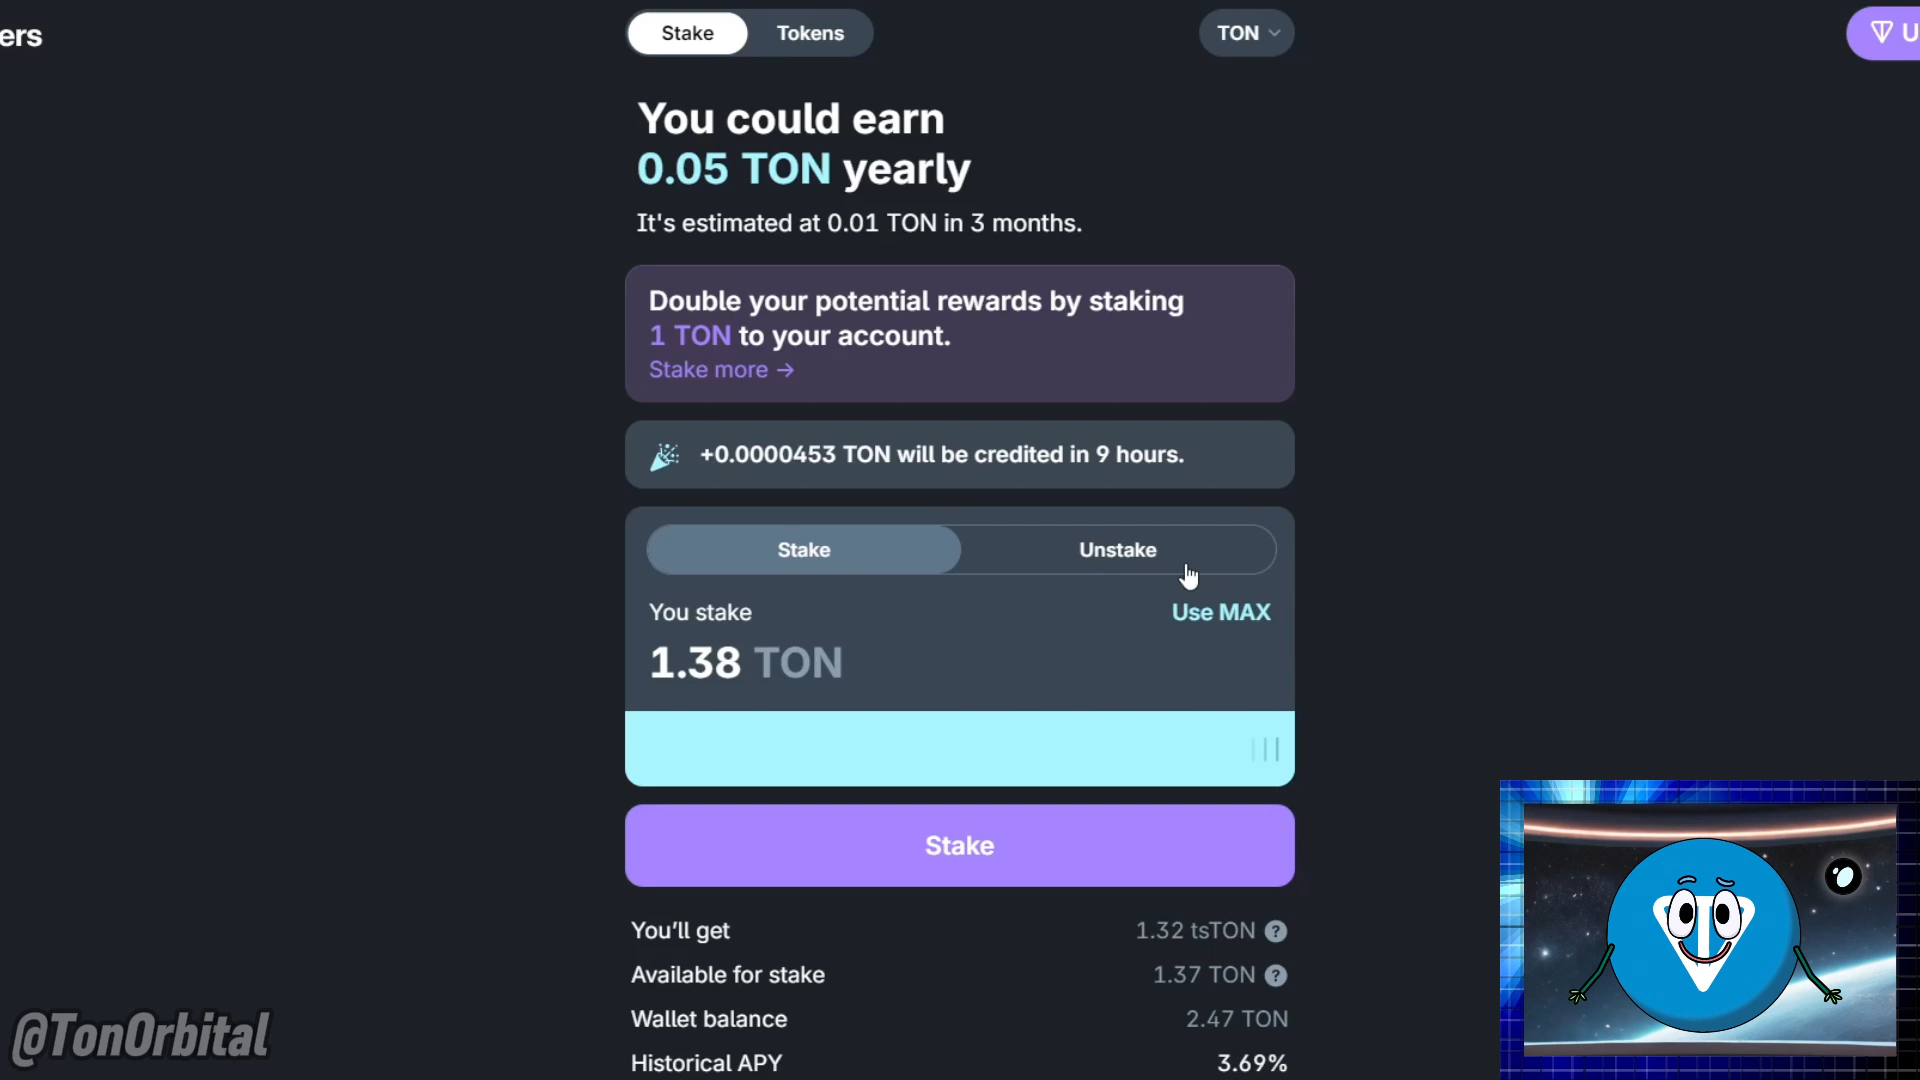 ers
Stake
Tokens
TON
U
You could earn
0.05 TON yearly
It's estimated at 0.01 TON in 3 months.
Double your potential rewards by staking
1 TON to your account.
Stake more →
+0.0000453 TON will be credited in 9 hours.
Stake
Unstake
You stake
Use MAX
1.38 TON
Stake
You'll get
1.32 tsTON ?
Available for stake
1.37 TON ?
Wallet balance
2.47 TON
Historical APY
3.69%
@TonOrbital